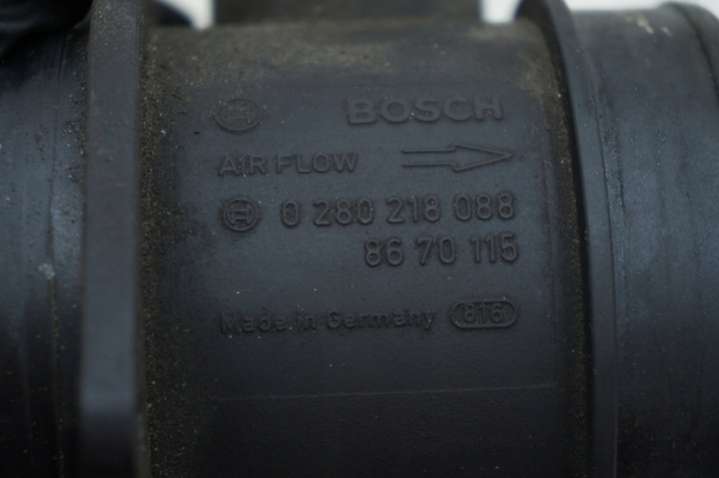 BOSCH
AIR FLOW
0 280 218 088
86 70 115
Made in Germany 816